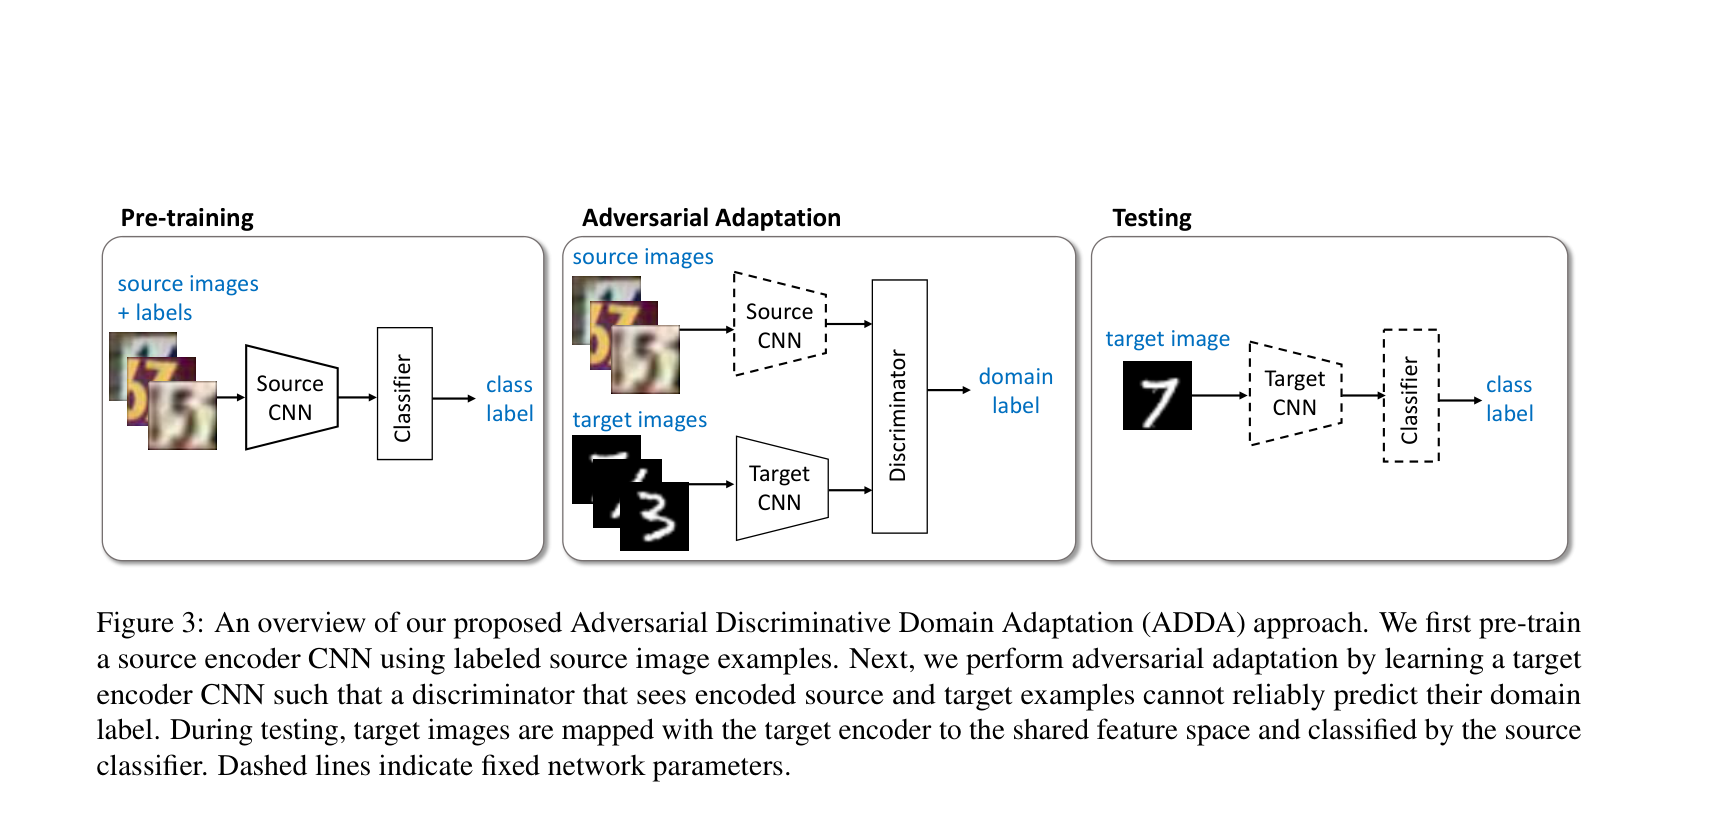 Pre-training
source images
+ labels
Source
CNN
Classifier
class
label
Adversarial Adaptation
source images
Source
CNN
target images
Target
CNN
Discriminator
domain
label
Testing
target image
7
Target
CNN
Classifier
class
label
Figure 3: An overview of our proposed Adversarial Discriminative Domain Adaptation (ADDA) approach. We first pre-train
a source encoder CNN using labeled source image examples. Next, we perform adversarial adaptation by learning a target
encoder CNN such that a discriminator that sees encoded source and target examples cannot reliably predict their domain
label. During testing, target images are mapped with the target encoder to the shared feature space and classified by the source
classifier. Dashed lines indicate fixed network parameters.